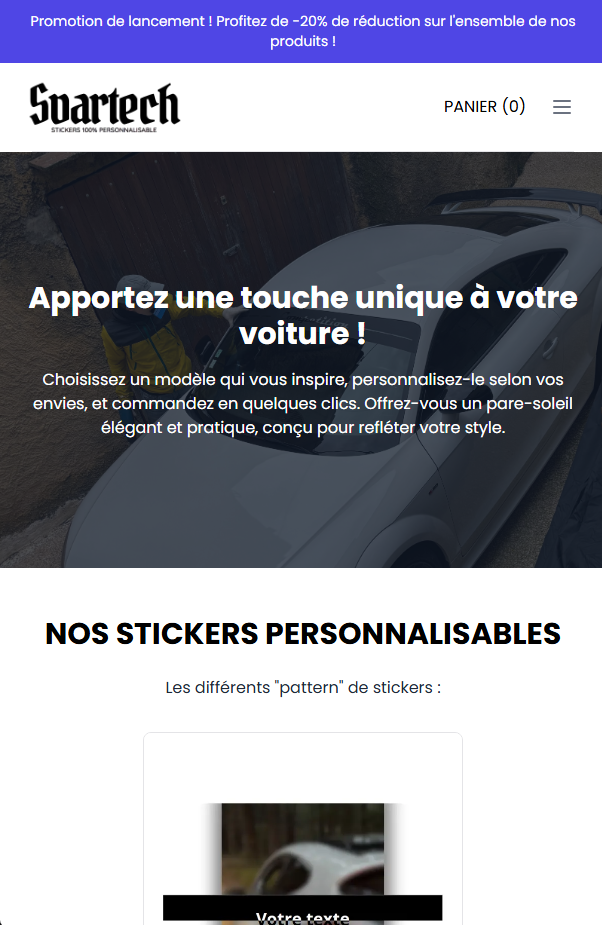 Promotion de lancement ! Profitez de -20% de réduction sur l'ensemble de nos
produits !
Svartech
STICKERS 100% PERSONNALISABLE
PANIER (0)
Apportez une touche unique à votre
voiture !
Choisissez un modèle qui vous inspire, personnalisez-le selon vos
envies, et commandez en quelques clics. Offrez-vous un pare-soleil
élégant et pratique, conçu pour refléter votre style.
NOS STICKERS PERSONNALISABLES
Les différents "pattern" de stickers :
Votre texte